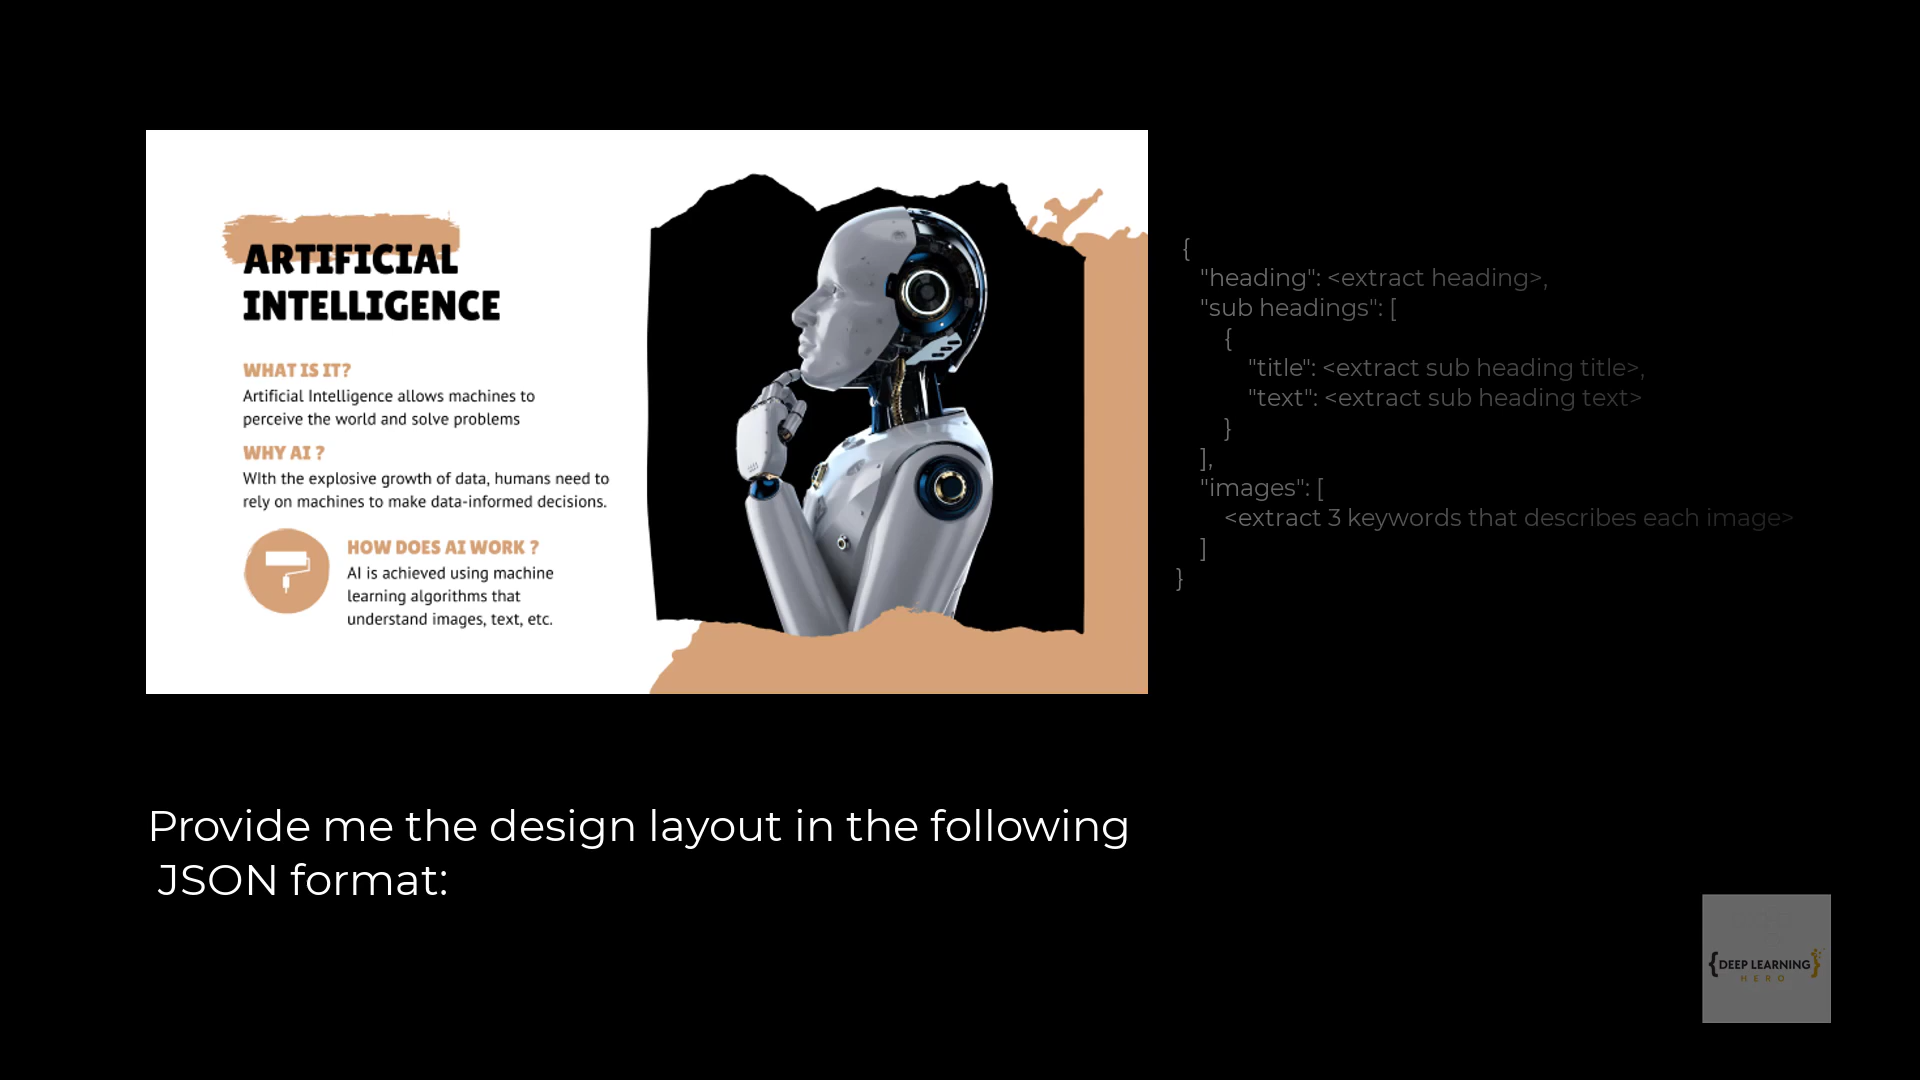 ARTIFICIAL
INTELLIGENCE
WHAT IS IT?
Artificial Intelligence allows machines to
perceive the world and solve problems
WHY AI ?
WIth the explosive growth of data, humans need to
rely on machines to make data-informed decisions.
HOW DOES AI WORK ?
AI is achieved using machine
learning algorithms that
understand images, text, etc.
{
"heading": <extract heading>,
"sub headings": [
{
"title": <extract sub heading title>,
"text": <extract sub heading text>
}
],
"images": [
<extract 3 keywords that describes each image>
]
}
Provide me the design layout in the following
JSON format:
{DEEP LEARNING}
HERO